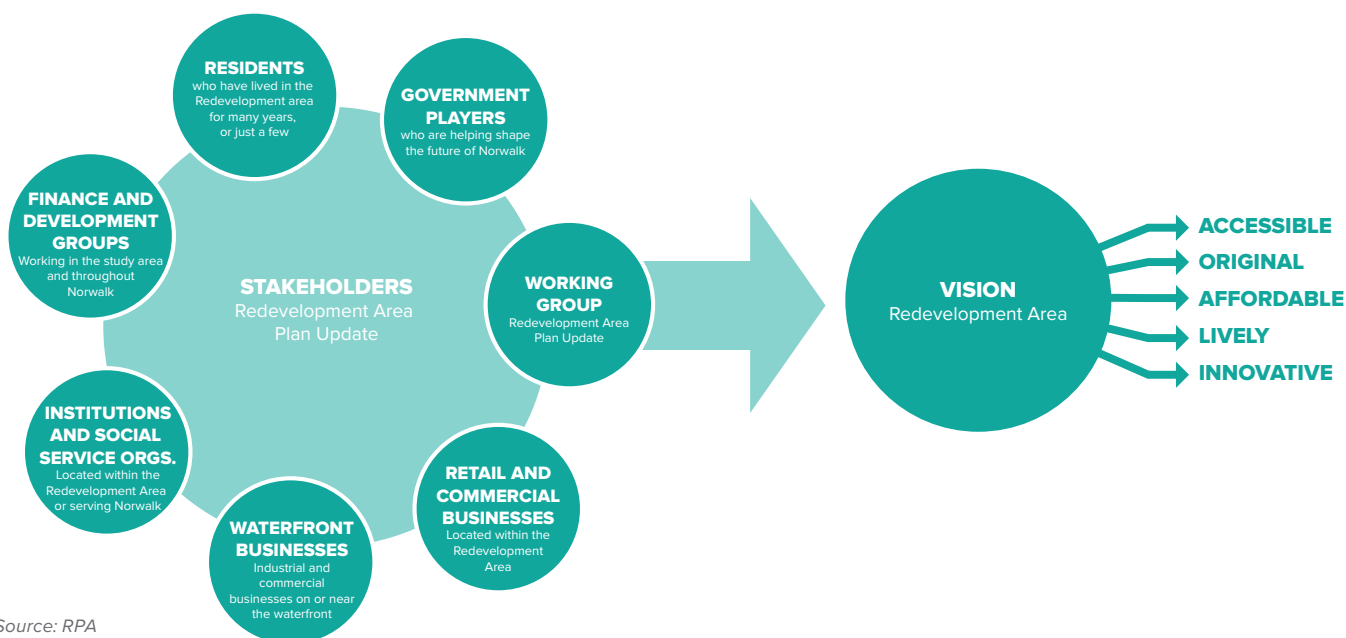 RESIDENTS
who have lived in the
Redevelopment area
for many years,
or just a few
GOVERNMENT
PLAYERS
who are helping shape
the future of Norwalk
FINANCE AND
DEVELOPMENT
GROUPS
Working in the study area
and throughout
Norwalk
STAKEHOLDERS
Redevelopment Area
Plan Update
WORKING
GROUP
Redevelopment Area
Plan Update
INSTITUTIONS
AND SOCIAL
SERVICE ORGS.
Located within the
Redevelopment Area
or serving Norwalk
WATERFRONT
BUSINESSES
Industrial and
commercial
businesses on or near
the waterfront
RETAIL AND
COMMERCIAL
BUSINESSES
Located within the
Redevelopment
Area
VISION
Redevelopment Area
ACCESSIBLE
ORIGINAL
AFFORDABLE
LIVELY
INNOVATIVE
Source: RPA